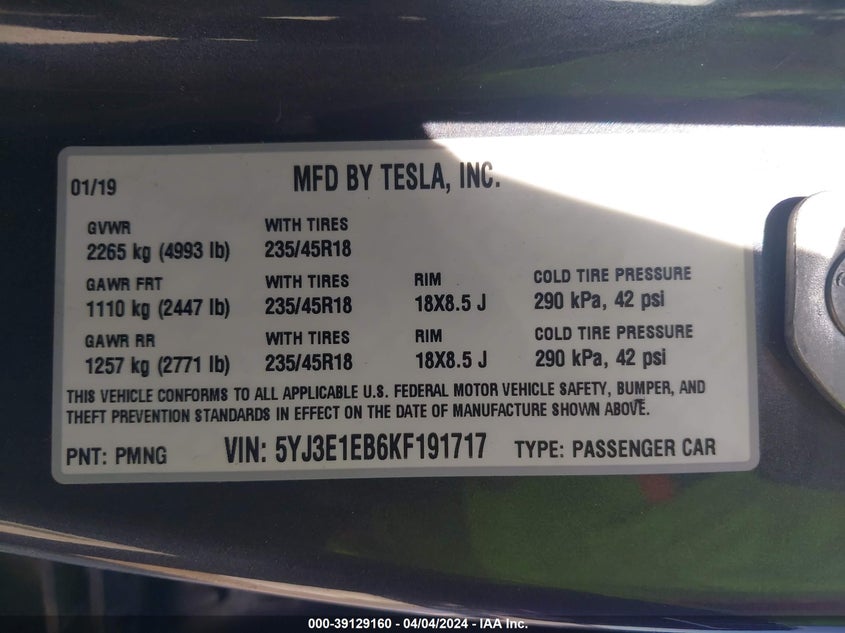 01/19 MFD BY TESLA, INC.
GVWR WITH TIRES
2265 kg (4993 lb) 235/45R18
GAWR FRT WITH TIRES RIM COLD TIRE PRESSURE
1110 kg (2447 lb) 235/45R18 18X8.5 J 290 kPa, 42 psi
GAWR RR WITH TIRES RIM COLD TIRE PRESSURE
1257 kg (2771 lb) 235/45R18 18X8.5 J 290 kPa, 42 psi
THIS VEHICLE CONFORMS TO ALL APPLICABLE U.S. FEDERAL MOTOR VEHICLE SAFETY, BUMPER, AND
THEFT PREVENTION STANDARDS IN EFFECT ON THE DATE OF MANUFACTURE SHOWN ABOVE.
PNT: PMNG VIN: 5YJ3E1EB6KF191717 TYPE: PASSENGER CAR
000-39129160 - 04/04/2024 - IAA Inc.